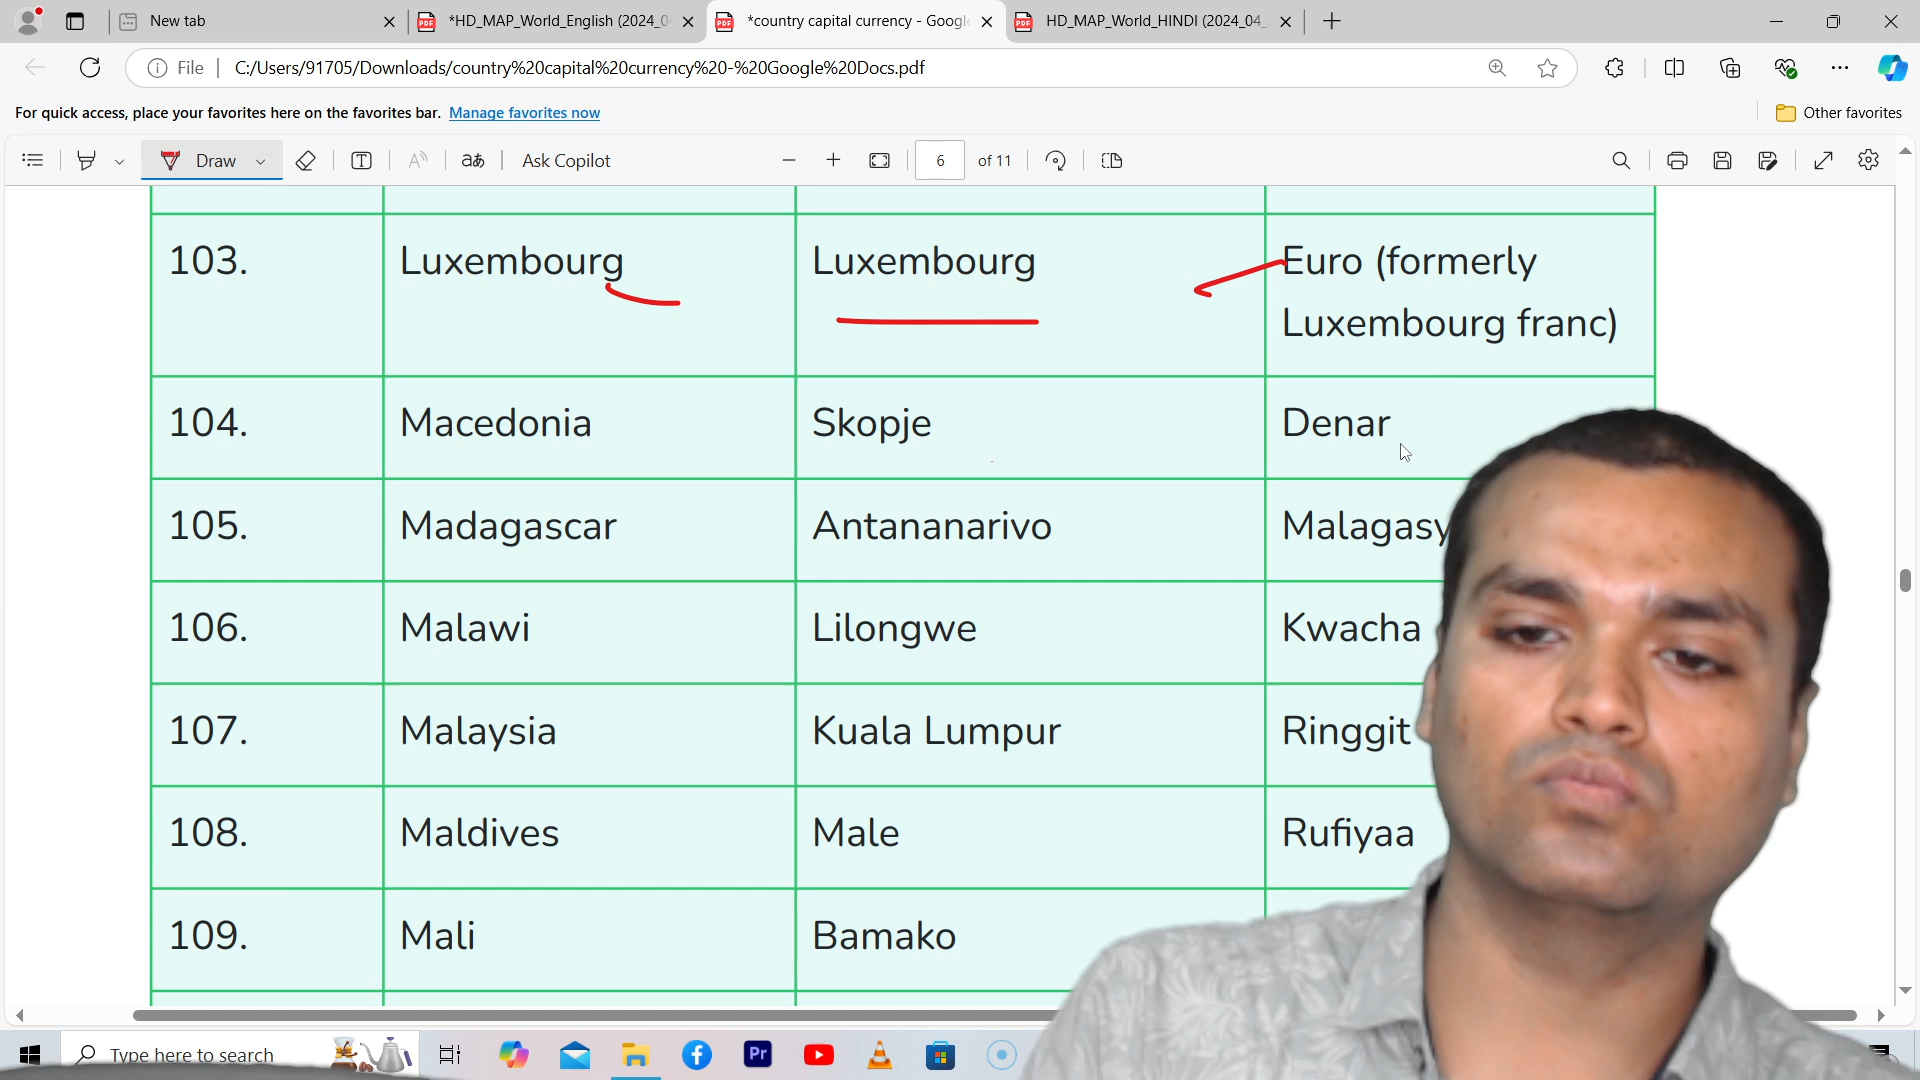 New tab
*HD_MAP_World_English (2024_0
*country capital currency - Google
HD_MAP_World_HINDI (2024_04_
File
C:/Users/91705/Downloads/country%20capital%20currency%20-%20Google%20Docs.pdf
For quick access, place your favorites here on the favorites bar. Manage favorites now
Other favorites
Draw
Ask Copilot
6 of 11
103. Luxembourg Luxembourg Euro (formerly
Luxembourg franc)
104. Macedonia Skopje Denar
105. Madagascar Antananarivo Malagasy
106. Malawi Lilongwe Kwacha
107. Malaysia Kuala Lumpur Ringgit
108. Maldives Male Rufiyaa
109. Mali Bamako
Type here to search
Pr